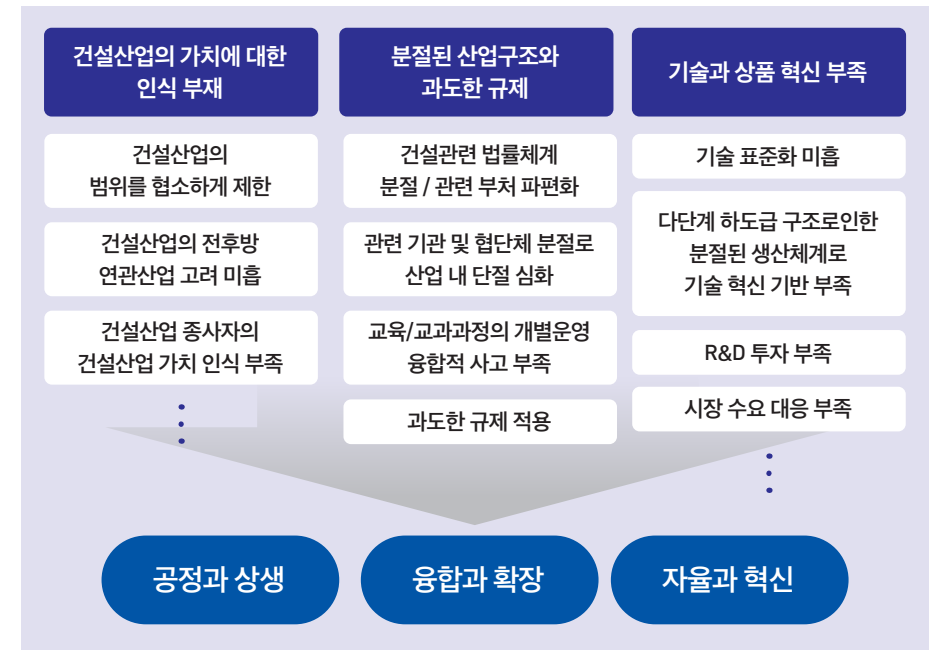 건설산업의 가치에 대한
인식 부재
건설산업의
범위를 협소하게 제한
건설산업의 전후방
연관산업 고려 미흡
건설산업 종사자의
건설산업 가치 인식 부족
분절된 산업구조와
과도한 규제
건설관련 법률체계
분절 / 관련 부처 파편화
관련 기관 및 협단체 분절로
산업 내 단절 심화
교육/교과과정의 개별운영
융합적 사고 부족
과도한 규제 적용
기술과 상품 혁신 부족
기술 표준화 미흡
다단계 하도급 구조로인한
분절된 생산체계로
기술 혁신 기반 부족
R&D 투자 부족
시장 수요 대응 부족
공정과 상생
융합과 확장
자율과 혁신